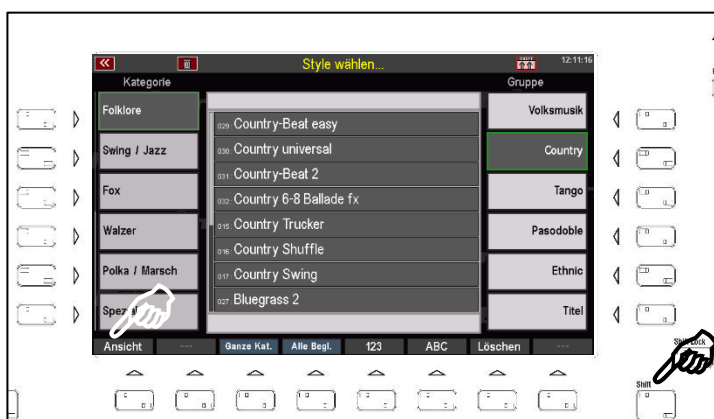 Style wählen...
12:11:16
Kategorie
Gruppe
Folklore
Swing / Jazz
Fox
Walzer
Polka / Marsch
Spezial
029 Country-Beat easy
030 Country universal
031 Country-Beat 2
032 Country 6-8 Ballade fx
015 Country Trucker
016 Country Shuffle
017 Country Swing
027 Bluegrass 2
Volksmusik
Country
Tango
Pasodoble
Ethnic
Titel
Ansicht --- Ganze Kat. Alle Begl. 123 ABC Löschen ---
Shift Lock
Shift